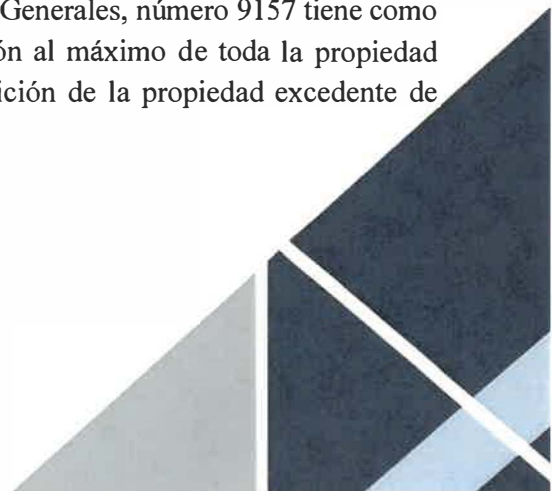 Generales, número 9157 tiene como
ón al máximo de toda la propiedad
ición de la propiedad excedente de